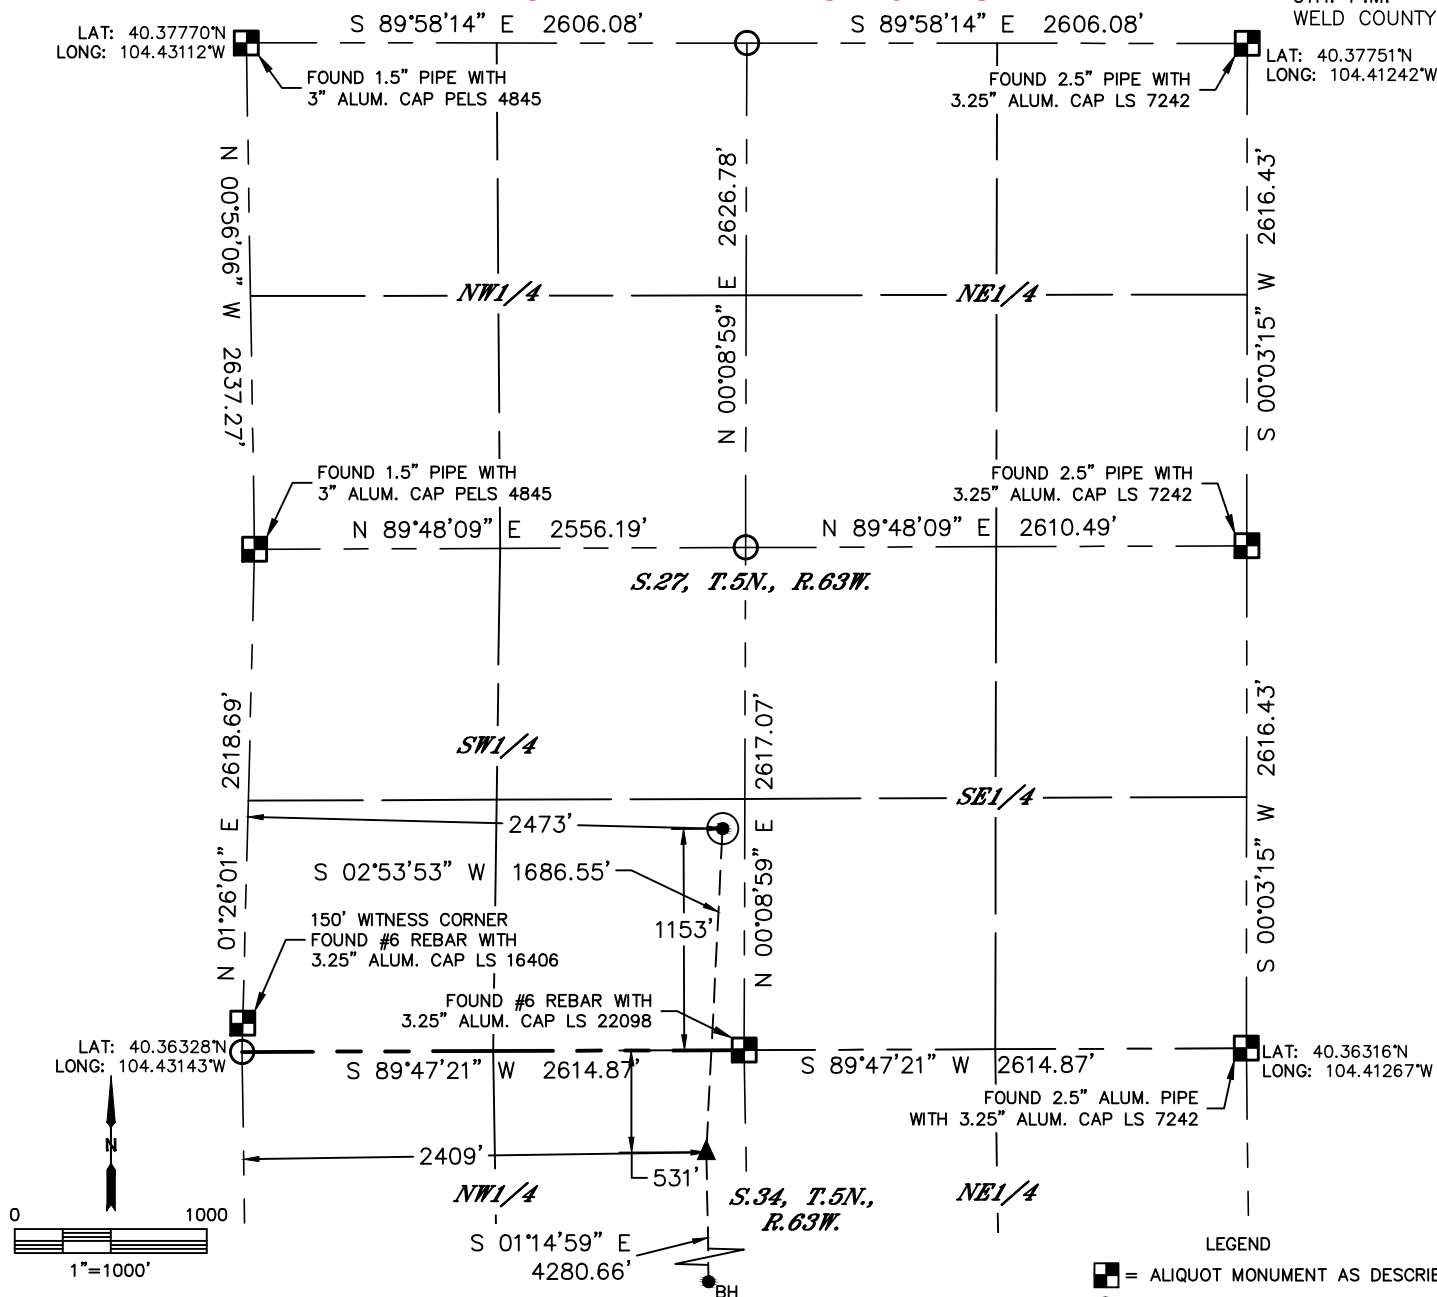 5TH. P.M.
WELD COUNTY
LAT: 40.37770°N
LONG: 104.43112°W
S 89°58'14" E 2606.08'
S 89°58'14" E 2606.08'
LAT: 40.37751°N
LONG: 104.41242°W
FOUND 1.5" PIPE WITH
3" ALUM. CAP PELS 4845
FOUND 2.5" PIPE WITH
3.25" ALUM. CAP LS 7242
N 00°56'06" W 2637.27'
N 00°08'59" E 2626.78'
S 00°03'15" W 2616.43'
NW1/4
NE1/4
FOUND 1.5" PIPE WITH
3" ALUM. CAP PELS 4845
FOUND 2.5" PIPE WITH
3.25" ALUM. CAP LS 7242
N 89°48'09" E 2556.19'
N 89°48'09" E 2610.49'
S.27, T.5N., R.63W.
N 01°26'01" E 2618.69'
N 00°08'59" E 2617.07'
S 00°03'15" W 2616.43'
SW1/4
SE1/4
2473'
S 02°53'53" W 1686.55'
1153'
150' WITNESS CORNER
FOUND #6 REBAR WITH
3.25" ALUM. CAP LS 16406
FOUND #6 REBAR WITH
3.25" ALUM. CAP LS 22098
LAT: 40.36328°N
LONG: 104.43143°W
S 89°47'21" W 2614.87'
S 89°47'21" W 2614.87'
LAT: 40.36316°N
LONG: 104.41267°W
FOUND 2.5" ALUM. PIPE
WITH 3.25" ALUM. CAP LS 7242
N
2409'
531'
NW1/4
S.34, T.5N.,
R.63W.
NE1/4
0 1000
1"=1000'
S 01°14'59" E
4280.66'
BH
LEGEND
= ALIQUOT MONUMENT AS DESCRIBE